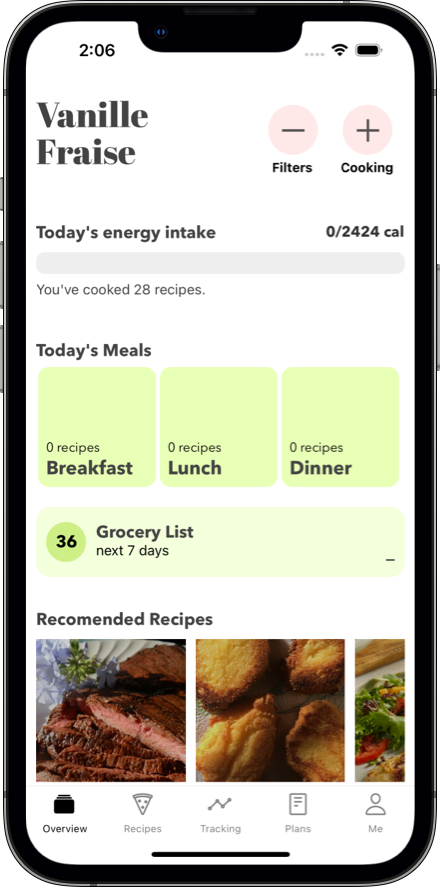 2:06
Vanille
Fraise
Filters
Cooking
Today's energy intake
0/2424 cal
You've cooked 28 recipes.
Today's Meals
0 recipes
Breakfast
0 recipes
Lunch
0 recipes
Dinner
36
Grocery List
next 7 days
Recomended Recipes
Overview
Recipes
Tracking
Plans
Me